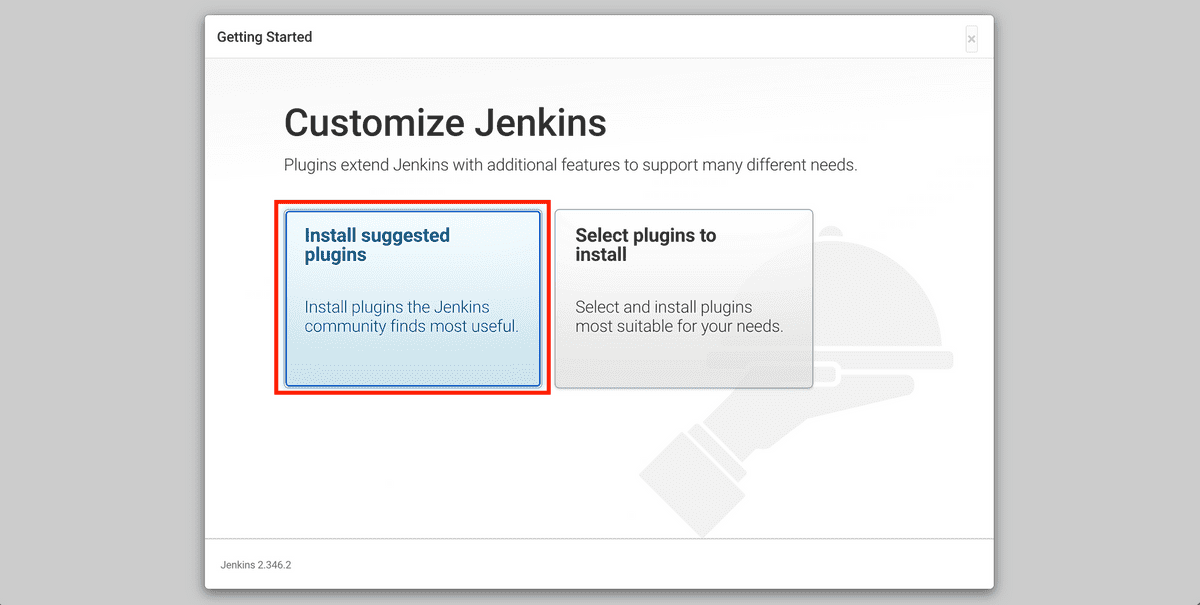 Getting Started
×
Customize Jenkins
Plugins extend Jenkins with additional features to support many different needs.
Install suggested
plugins
Install plugins the Jenkins
community finds most useful.
Select plugins to
install
Select and install plugins
most suitable for your needs.
Jenkins 2.346.2